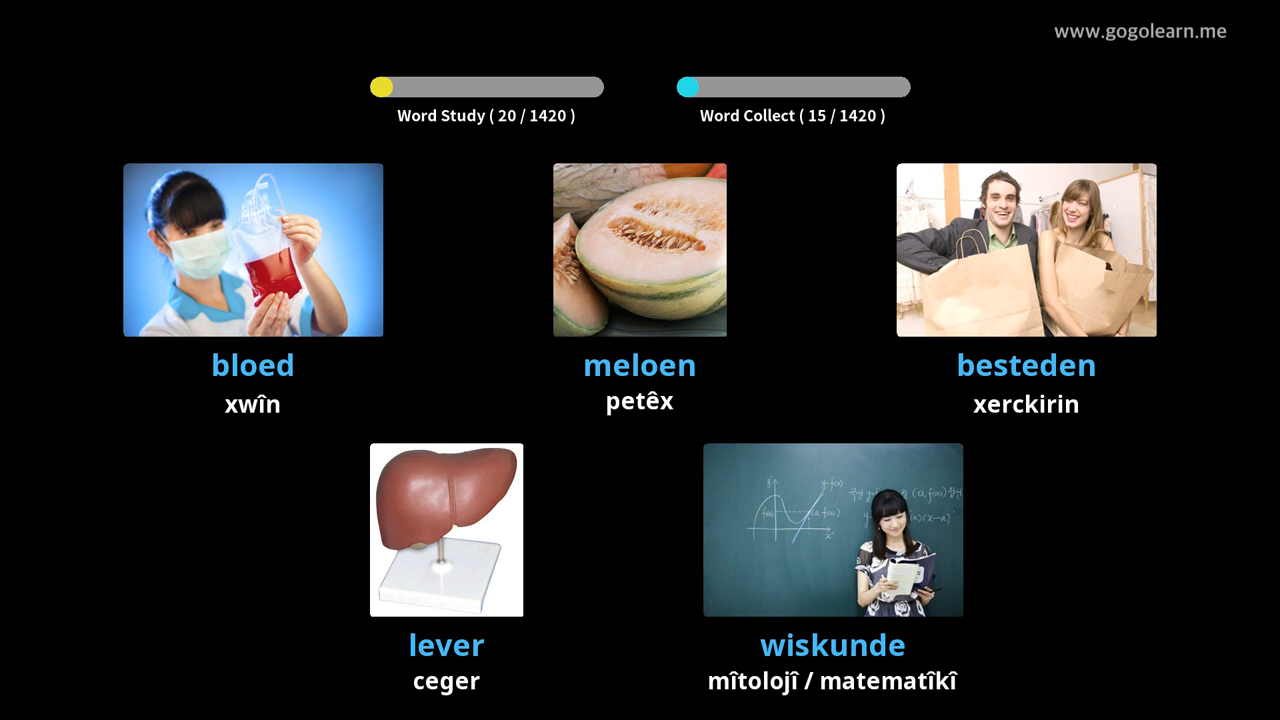 www.gogolearn.me
Word Study ( 20 / 1420 )
Word Collect ( 15 / 1420 )
bloed
xwîn
meloen
petêx
besteden
xerckirin
lever
ceger
wiskunde
mîtolojî / matematîkî